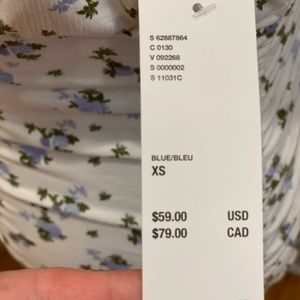 S 62887864
C 0130
V 092268
S 0000002
S 11031C
BLUE/BLEU
XS
$59.00 USD
$79.00 CAD